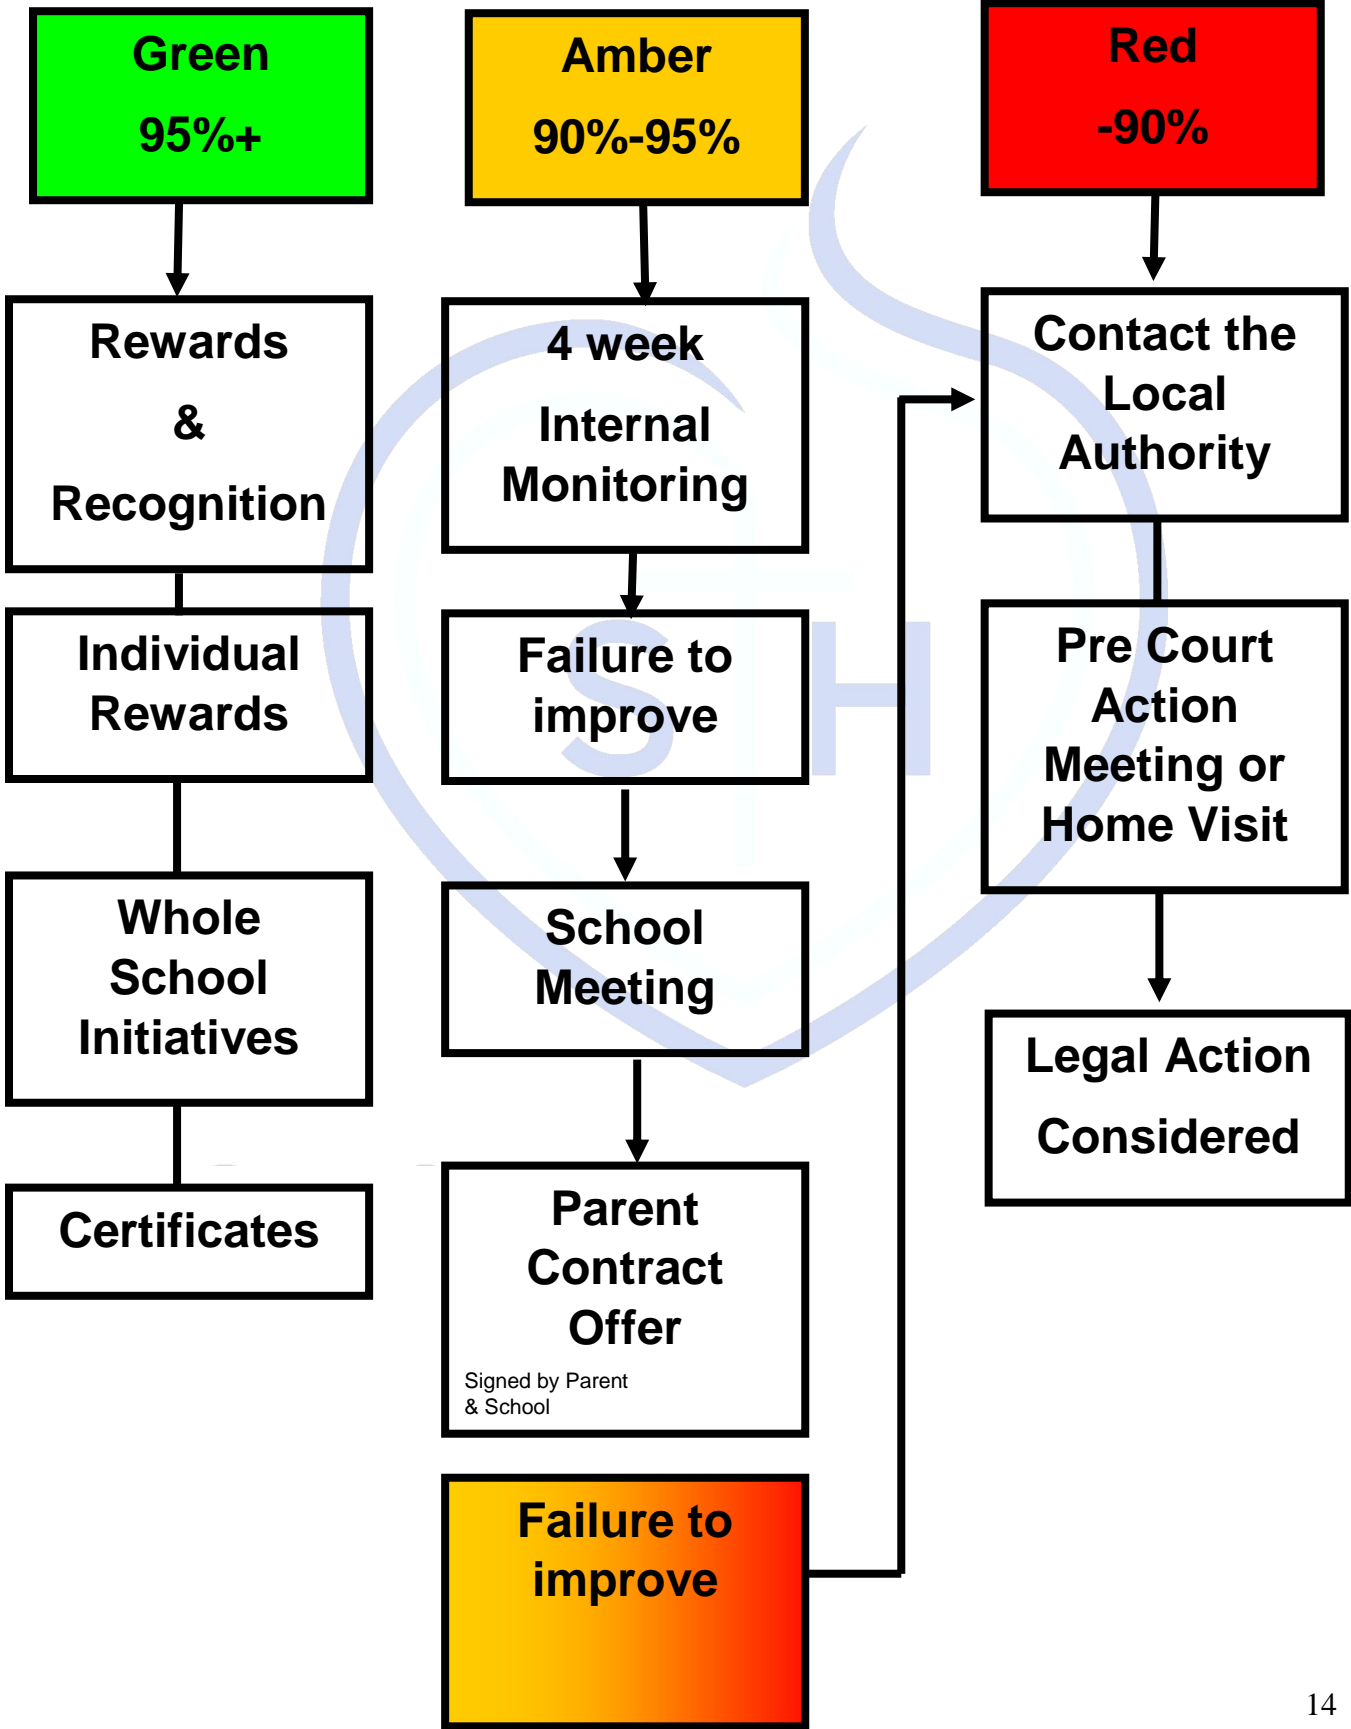 Green
95%+
Rewards
&
Recognition
Individual
Rewards
Whole
School
Initiatives
Certificates
Amber
90%-95%
4 week
Internal
Monitoring
Failure to
improve
School
Meeting
Parent
Contract
Offer
Signed by Parent
& School
Failure to
improve
Red
-90%
Contact the
Local
Authority
Pre Court
Action
Meeting or
Home Visit
Legal Action
Considered
S H
14